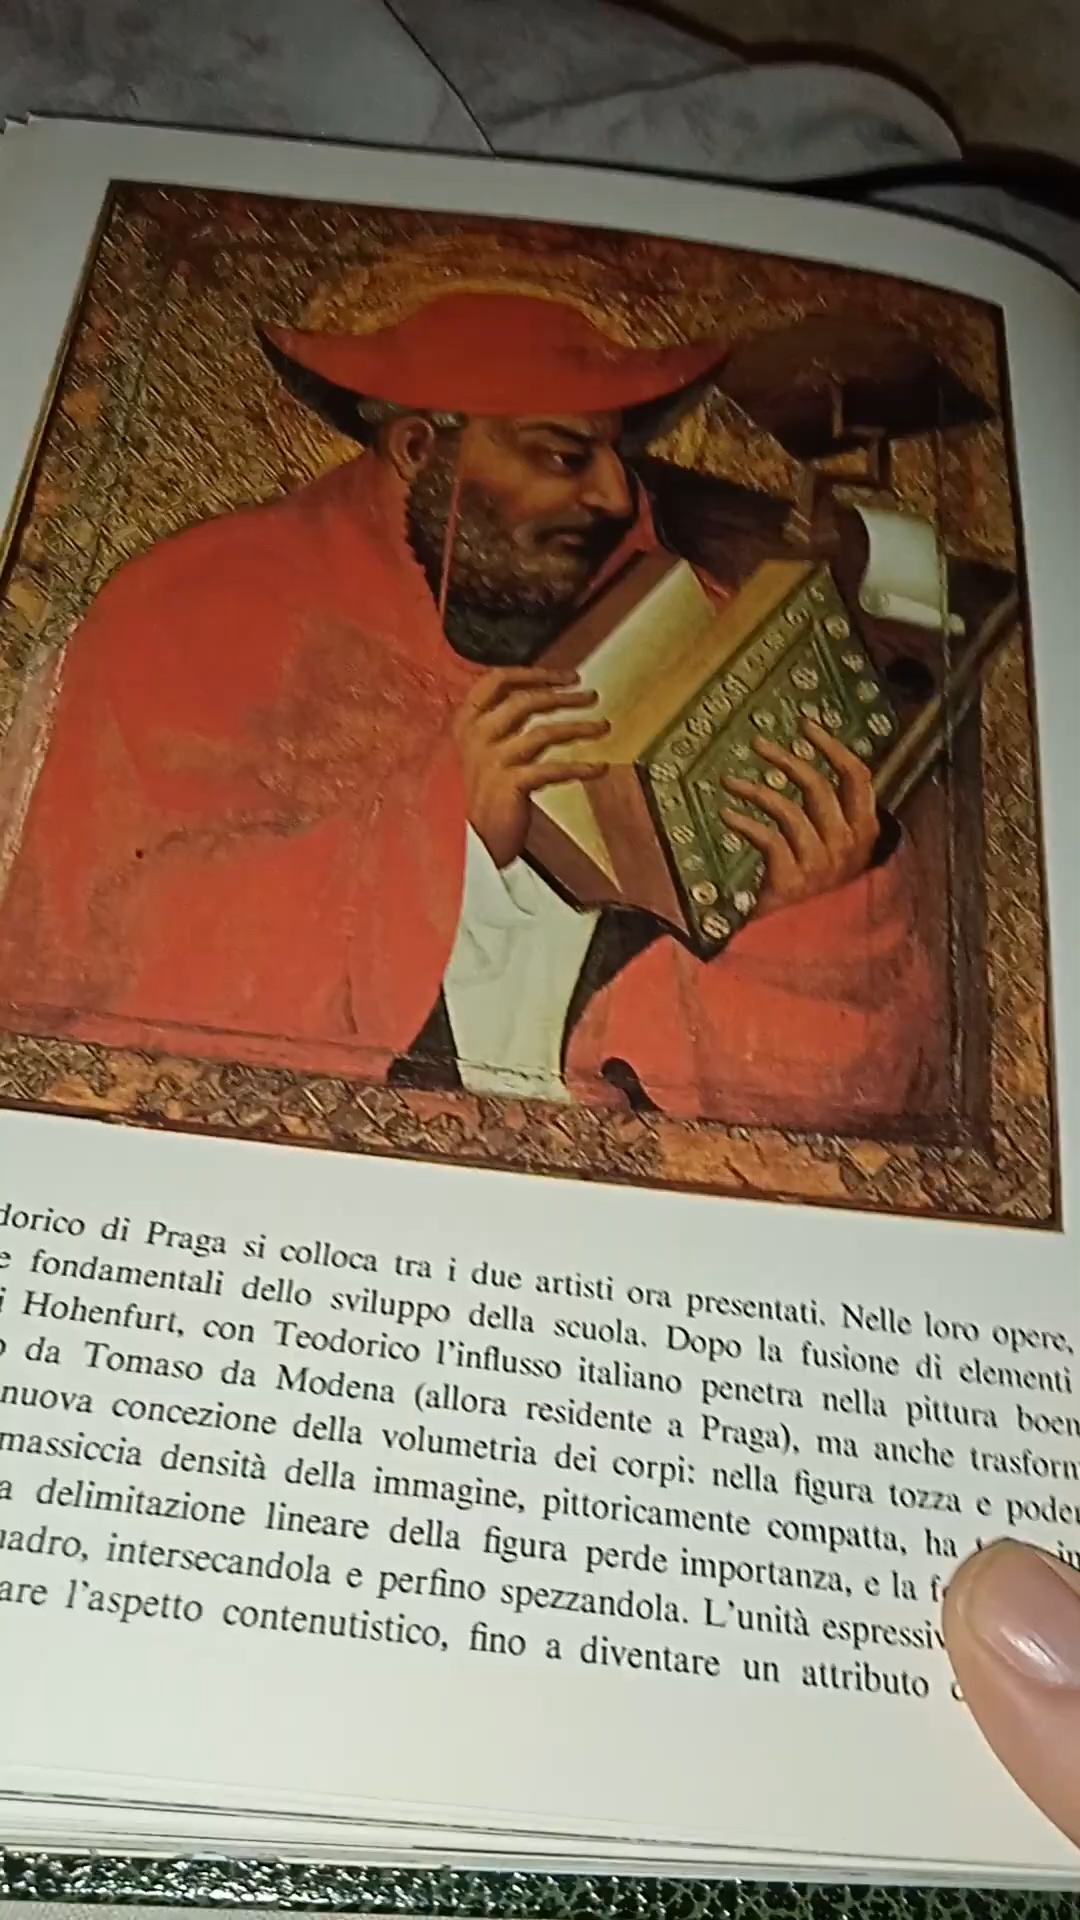 dorico di Praga si colloca tra i due artisti ora presentati. Nelle loro opere,
e fondamentali dello sviluppo della scuola. Dopo la fusione di elementi
i Hohenfurt, con Teodorico l'influsso italiano penetra nella pittura boem
o da Tomaso da Modena (allora residente a Praga), ma anche trasform
nuova concezione della volumetria dei corpi: nella figura tozza e poder
massiccia densità della immagine, pittoricamente compatta, ha
a delimitazione lineare della figura perde importanza, e la f
uadro, intersecandola e perfino spezzandola. L'unità espressiv
are l'aspetto contenutistico, fino a diventare un attributo